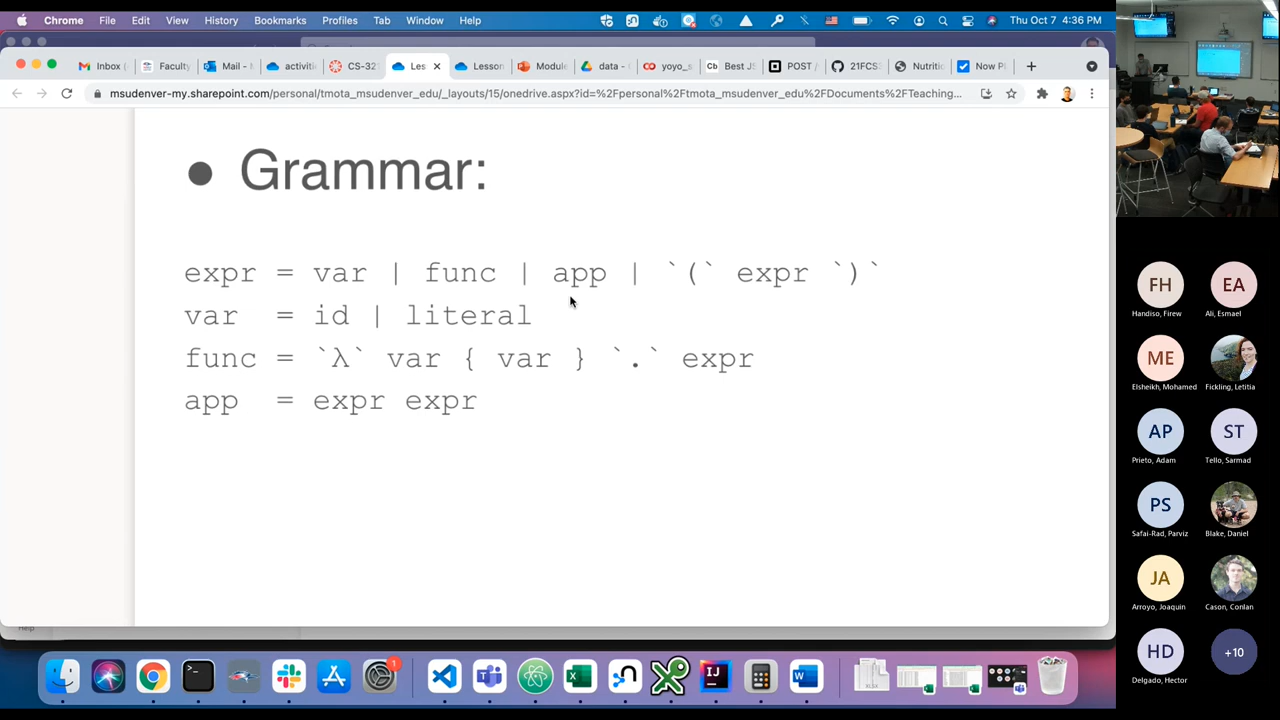 Chrome File Edit View History Bookmarks Profiles Tab Window Help Thu Oct 7 4:36 PM
Inbox ( Faculty Mail - activiti CS-321 Les Lesson Module data - yoyo_s Best J POST / 21FCS Nutriti Now Pl
msudenver-my.sharepoint.com/personal/tmota_msudenver_edu/_layouts/15/onedrive.aspx?id=%2Fpersonal%2Ftmota_msudenver_edu%2FDocuments%2FTeaching...
● Grammar:
expr = var | func | app | `(` expr `)`
var = id | literal
func = `λ` var { var } `.` expr
app = expr expr
Help
FH EA
Handiso, Firew Ali, Esmael
ME
Elsheikh, Mohamed Fickling, Letitia
AP ST
Prieto, Adam Tello, Sarmad
PS
Safai-Rad, Parviz Blake, Daniel
JA
Arroyo, Joaquin Cason, Conlan
HD +10
Delgado, Hector